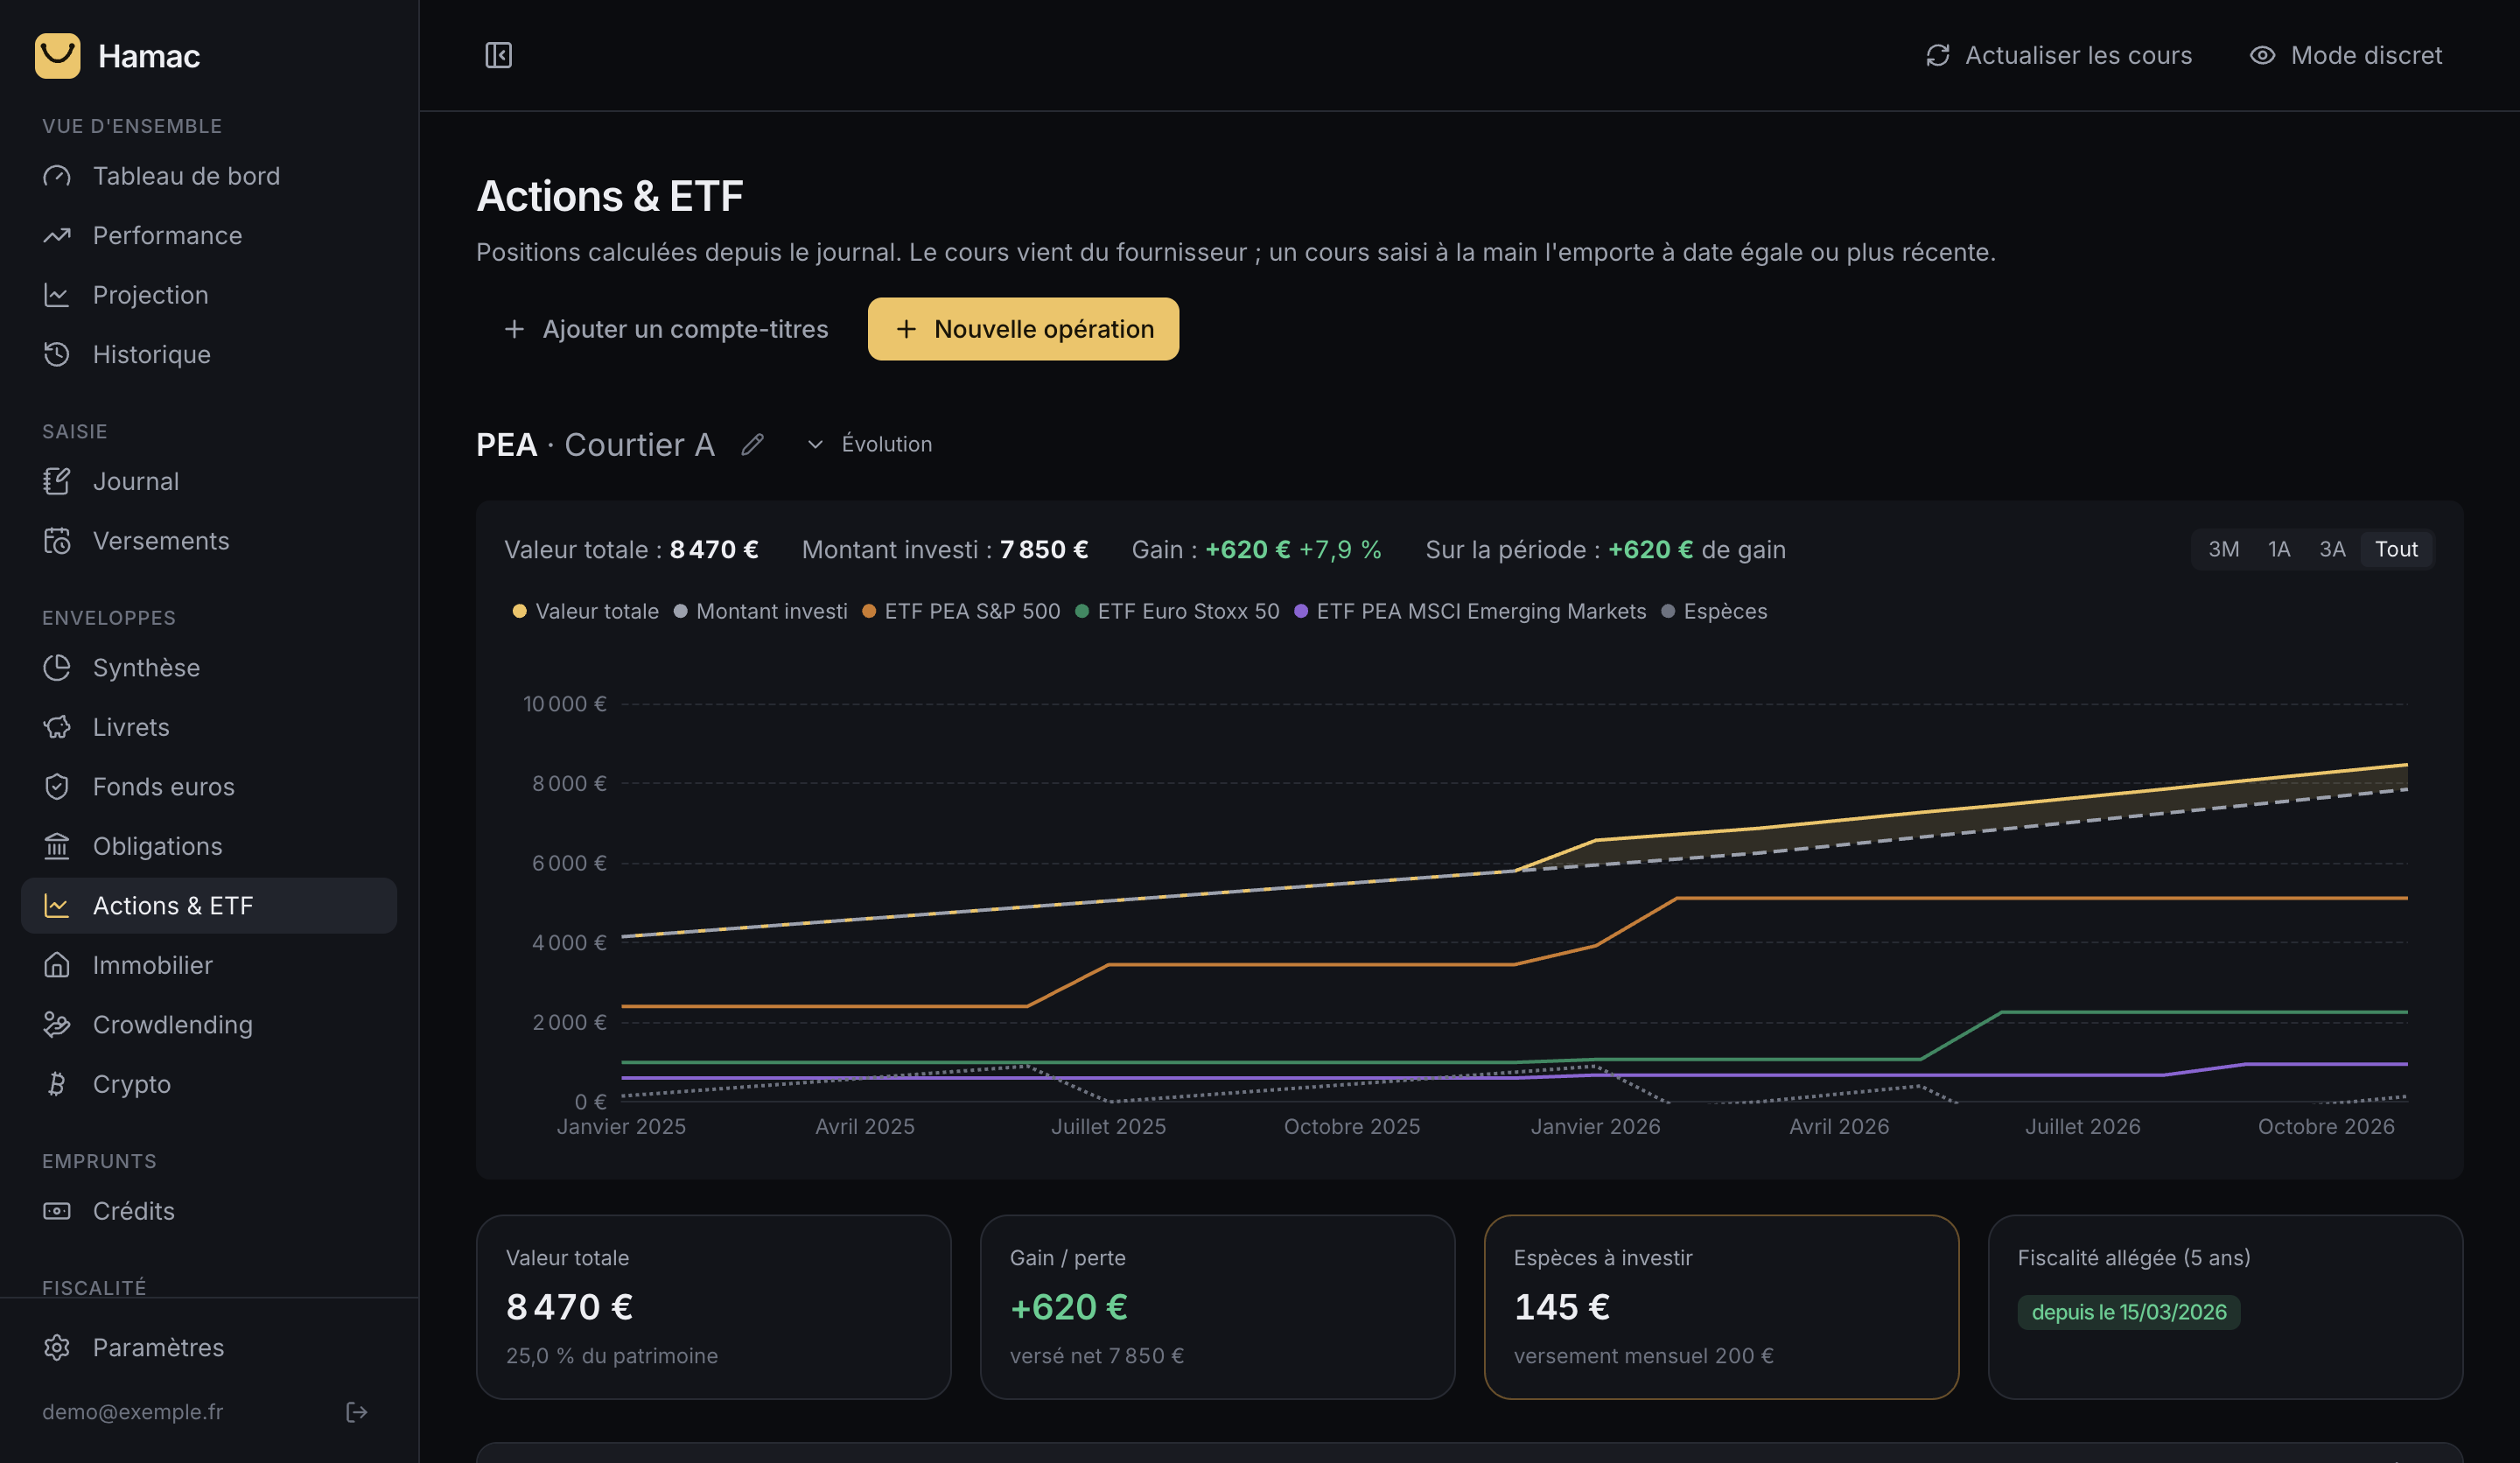 Hamac
VUE D'ENSEMBLE
Tableau de bord
Performance
Projection
Historique
SAISIE
Journal
Versements
ENVELOPPES
Synthèse
Livrets
Fonds euros
Obligations
Actions & ETF
Immobilier
Crowdlending
Crypto
EMPRUNTS
Crédits
FISCALITÉ
Paramètres
demo@exemple.fr
Actualiser les cours
Mode discret
Actions & ETF
Positions calculées depuis le journal. Le cours vient du fournisseur ; un cours saisi à la main l'emporte à date égale ou plus récente.
+ Ajouter un compte-titres
+ Nouvelle opération
PEA · Courtier A
Évolution
Valeur totale : 8 470 € Montant investi : 7 850 € Gain : +620 € +7,9 % Sur la période : +620 € de gain
3M 1A 3A Tout
Valeur totale Montant investi ETF PEA S&P 500 ETF Euro Stoxx 50 ETF PEA MSCI Emerging Markets Espèces
10 000 €
8 000 €
6 000 €
4 000 €
2 000 €
0 €
Janvier 2025 Avril 2025 Juillet 2025 Octobre 2025 Janvier 2026 Avril 2026 Juillet 2026 Octobre 2026
Valeur totale
8 470 €
25,0 % du patrimoine
Gain / perte
+620 €
versé net 7 850 €
Espèces à investir
145 €
versement mensuel 200 €
Fiscalité allégée (5 ans)
depuis le 15/03/2026